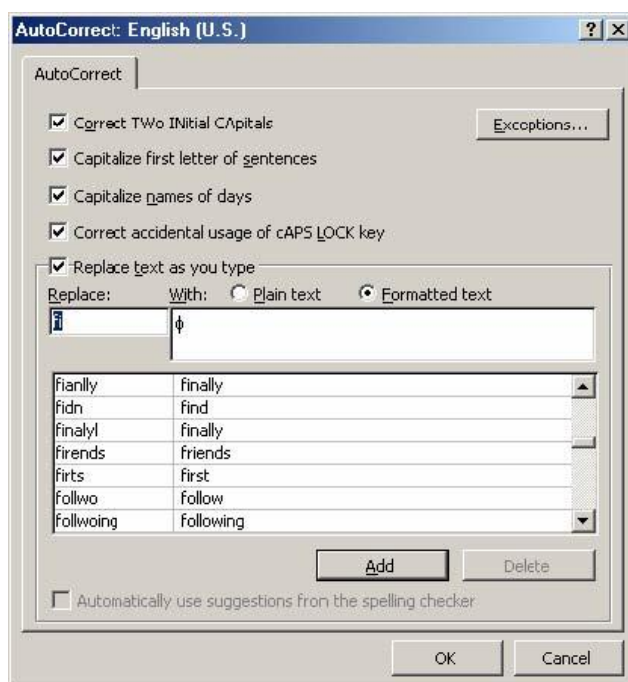 AutoCorrect: English (U.S.)
AutoCorrect
Correct TWo INitial CApitals
Exceptions...
Capitalize first letter of sentences
Capitalize names of days
Correct accidental usage of cAPS LOCK key
Replace text as you type
Replace: With: Plain text Formatted text
fi ϕ
fianlly finally
fidn find
finalyl finally
firends friends
firts first
follwo follow
follwoing following
Add Delete
Automatically use suggestions from the spelling checker
OK Cancel